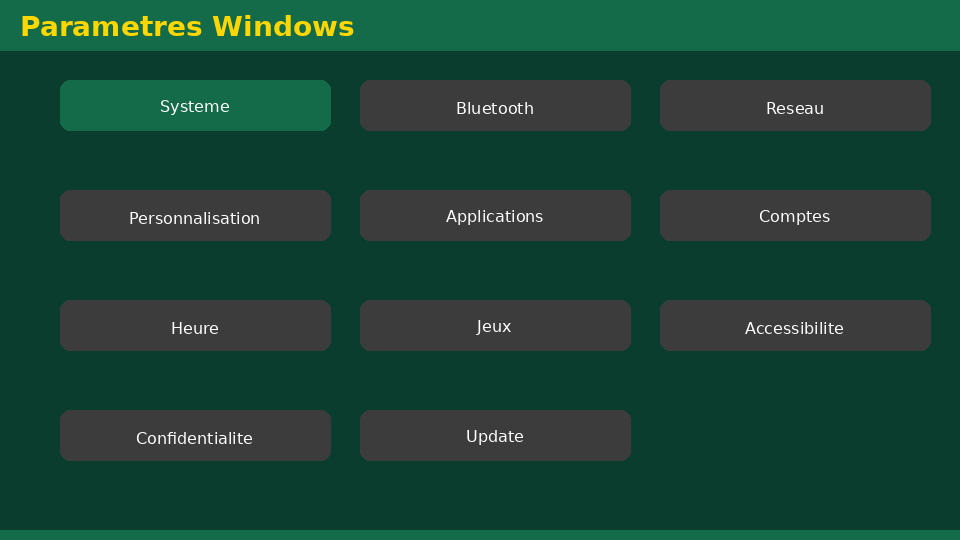 Parametres Windows
Systeme
Bluetooth
Reseau
Personnalisation
Applications
Comptes
Heure
Jeux
Accessibilite
Confidentialite
Update